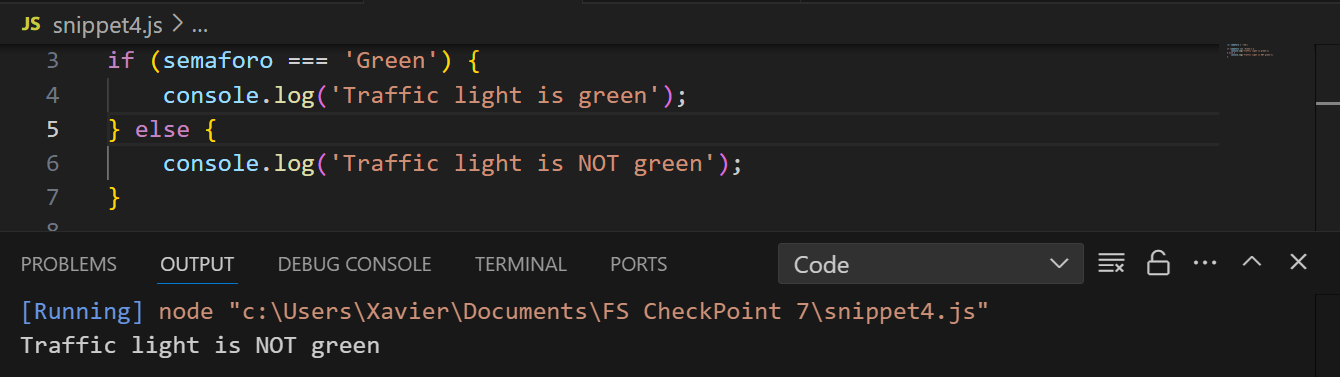 JS snippet4.js > ...
3 if (semaforo === 'Green') {
4 console.log('Traffic light is green');
5 } else {
6 console.log('Traffic light is NOT green');
7 }
8
PROBLEMS OUTPUT DEBUG CONSOLE TERMINAL PORTS Code
[Running] node "c:\Users\Xavier\Documents\FS CheckPoint 7\snippet4.js"
Traffic light is NOT green